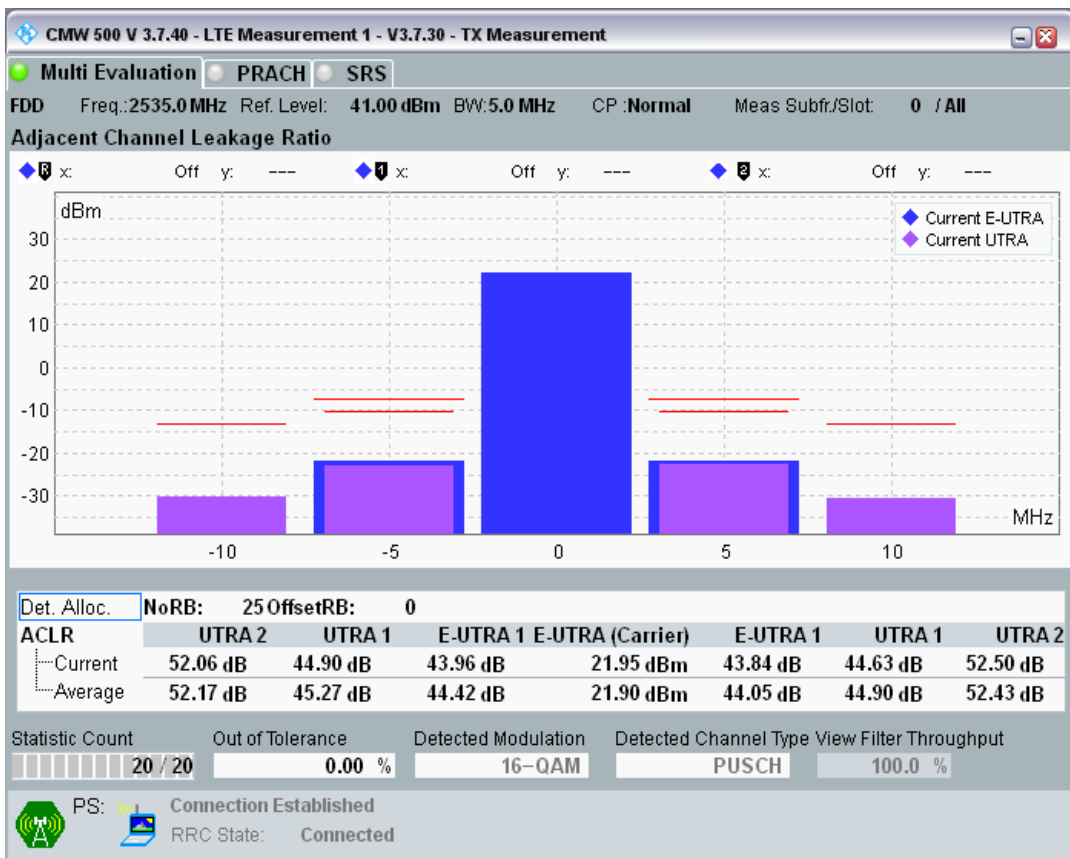 CMW 500 V 3.7.40 - LTE Measurement 1 - V3.7.30 - TX Measurement
Multi Evaluation PRACH SRS
FDD Freq.:2535.0 MHz Ref. Level: 41.00 dBm BW:5.0 MHz CP :Normal Meas Subfr./Slot: 0 / All
Adjacent Channel Leakage Ratio
R x: Off y: --- 1 x: Off y: --- 2 x: Off y: ---
dBm
Current E-UTRA
Current UTRA
30
20
10
0
-10
-20
-30
MHz
-10 -5 0 5 10
Det. Alloc. NoRB: 25 OffsetRB: 0
ACLR UTRA 2 UTRA 1 E-UTRA 1 E-UTRA (Carrier) E-UTRA 1 UTRA 1 UTRA 2
Current 52.06 dB 44.90 dB 43.96 dB 21.95 dBm 43.84 dB 44.63 dB 52.50 dB
Average 52.17 dB 45.27 dB 44.42 dB 21.90 dBm 44.05 dB 44.90 dB 52.43 dB
Statistic Count Out of Tolerance Detected Modulation Detected Channel Type View Filter Throughput
20 / 20 0.00 % 16-QAM PUSCH 100.0 %
PS: Connection Established
RRC State: Connected